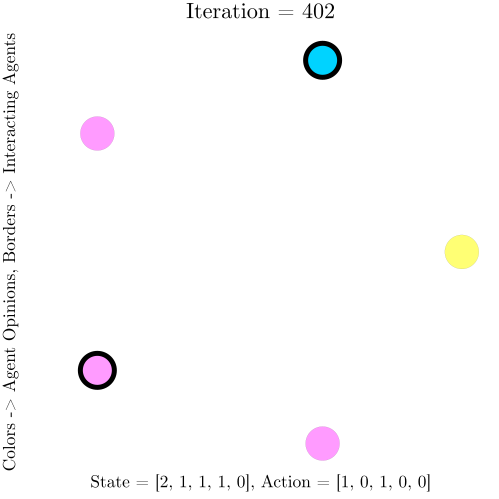 Iteration = 402
Colors -> Agent Opinions, Borders -> Interacting Agents
State = [2, 1, 1, 1, 0], Action = [1, 0, 1, 0, 0]